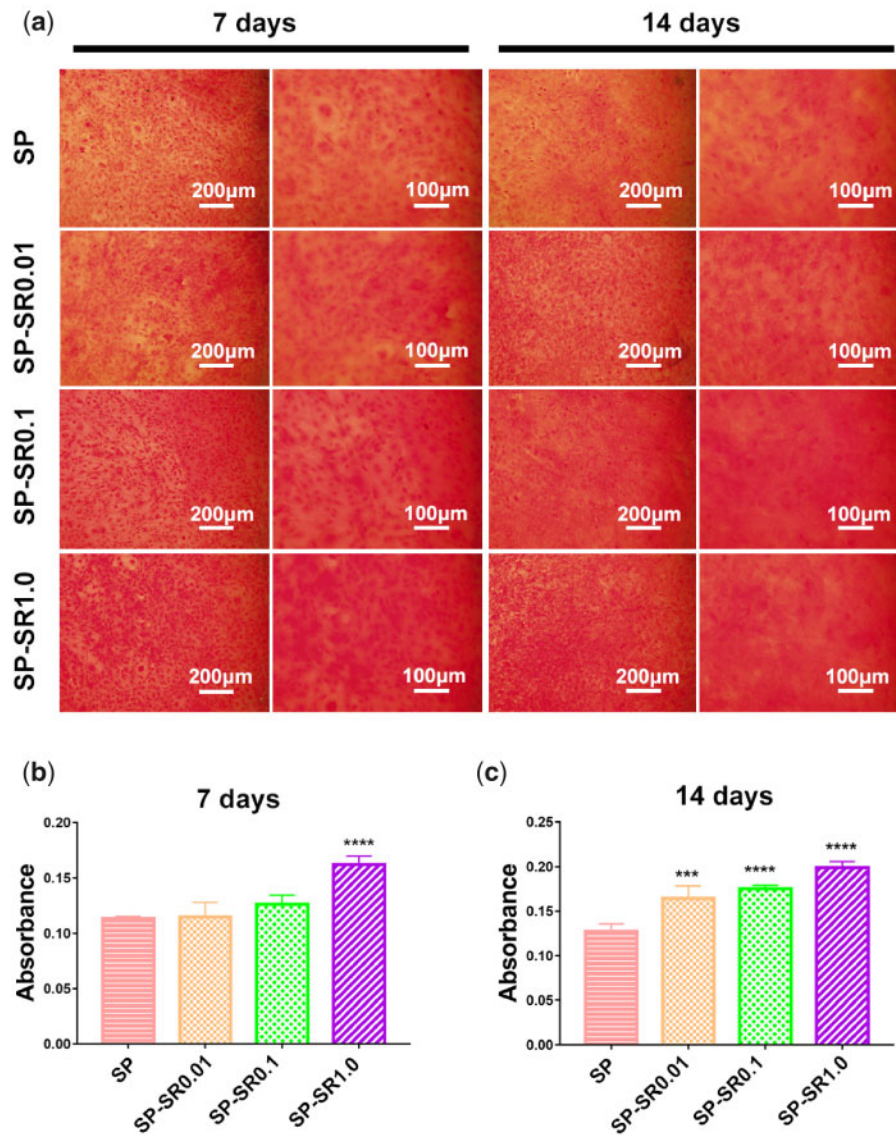 (a)
7 days 14 days
SP
200µm 100µm 200µm 100µm
SP-SR0.01
200µm 100µm 200µm 100µm
SP-SR0.1
200µm 100µm 200µm 100µm
SP-SR1.0
200µm 100µm 200µm 100µm
(b)
7 days
Absorbance
0.20
0.15
0.10
0.05
0.00
****
SP
SP-SR0.01
SP-SR0.1
SP-SR1.0
(c)
14 days
Absorbance
0.25
0.20
0.15
0.10
0.05
0.00
***
****
****
SP
SP-SR0.01
SP-SR0.1
SP-SR1.0